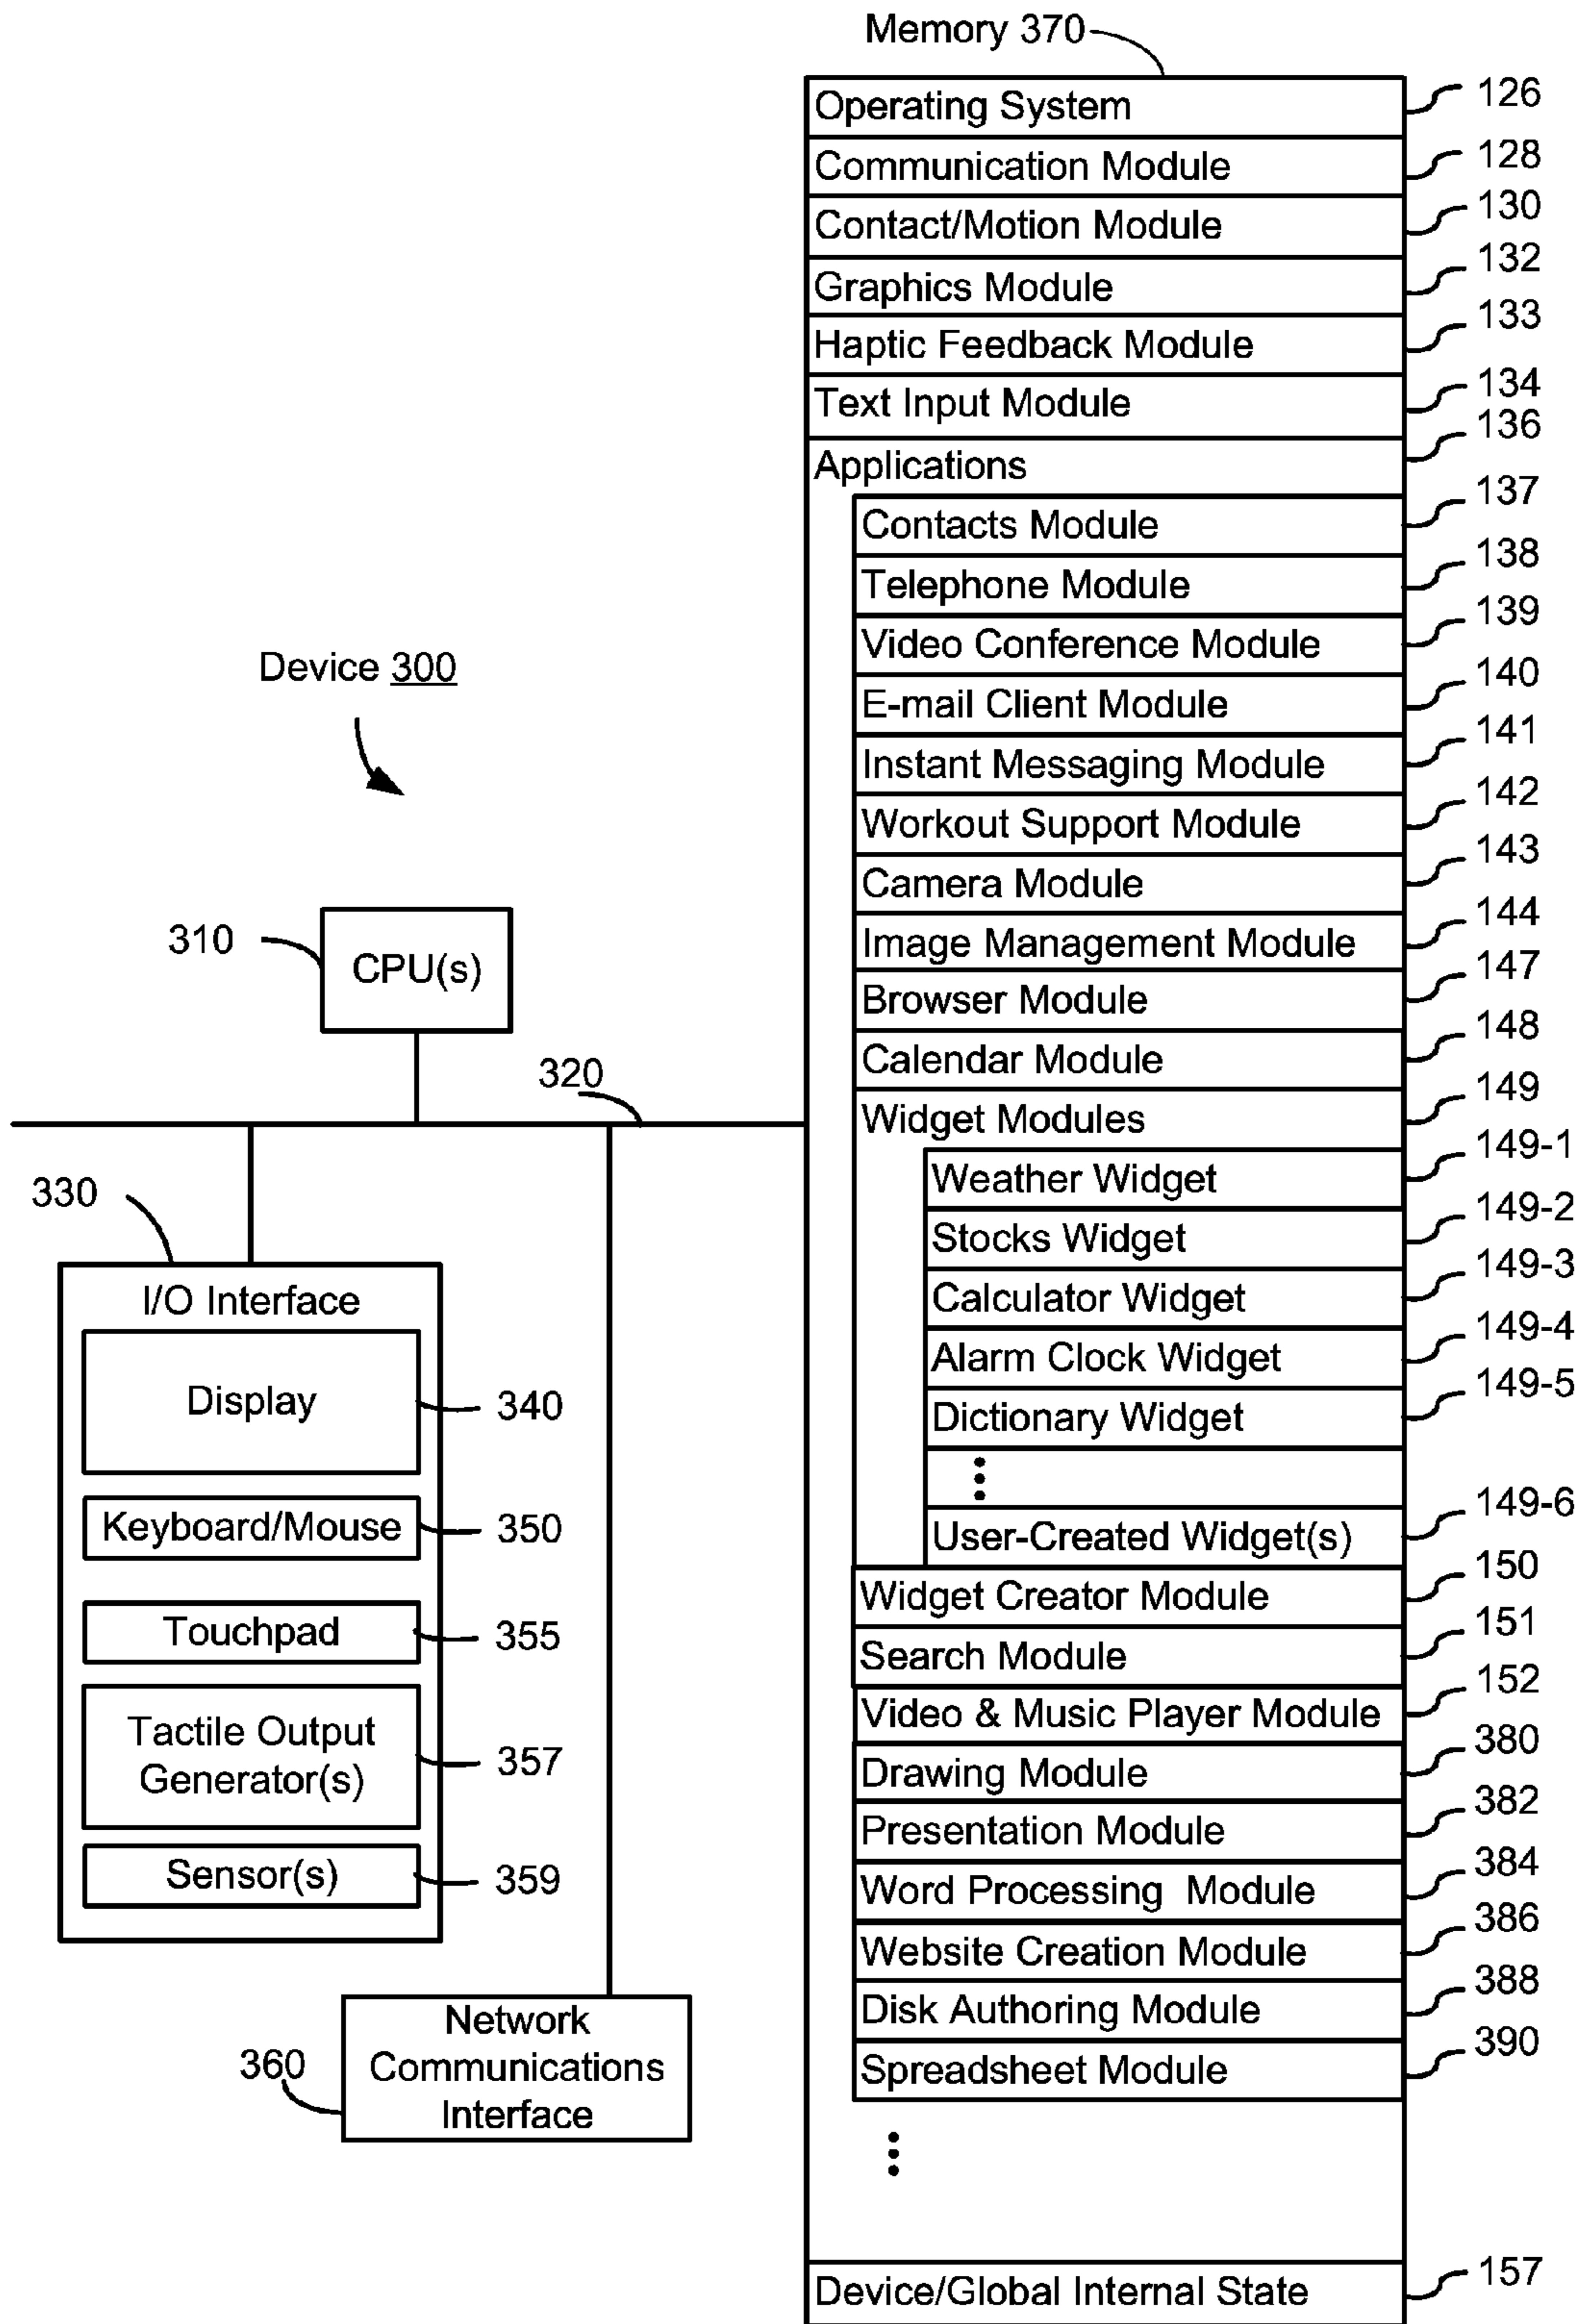 Memory 370
Operating System 126
Communication Module 128
Contact/Motion Module 130
Graphics Module 132
Haptic Feedback Module 133
Text Input Module 134
Applications 136
Contacts Module 137
Telephone Module 138
Video Conference Module 139
E-mail Client Module 140
Instant Messaging Module 141
Workout Support Module 142
Camera Module 143
Image Management Module 144
Browser Module 147
Calendar Module 148
Widget Modules 149
Weather Widget 149-1
Stocks Widget 149-2
Calculator Widget 149-3
Alarm Clock Widget 149-4
Dictionary Widget 149-5
User-Created Widget(s) 149-6
Widget Creator Module 150
Search Module 151
Video & Music Player Module 152
Drawing Module 380
Presentation Module 382
Word Processing Module 384
Website Creation Module 386
Disk Authoring Module 388
Spreadsheet Module 390
Device/Global Internal State 157
Device 300
310
CPU(s)
320
330
I/O Interface
Display 340
Keyboard/Mouse 350
Touchpad 355
Tactile Output
Generator(s)
357
Sensor(s) 359
360
Network
Communications
Interface